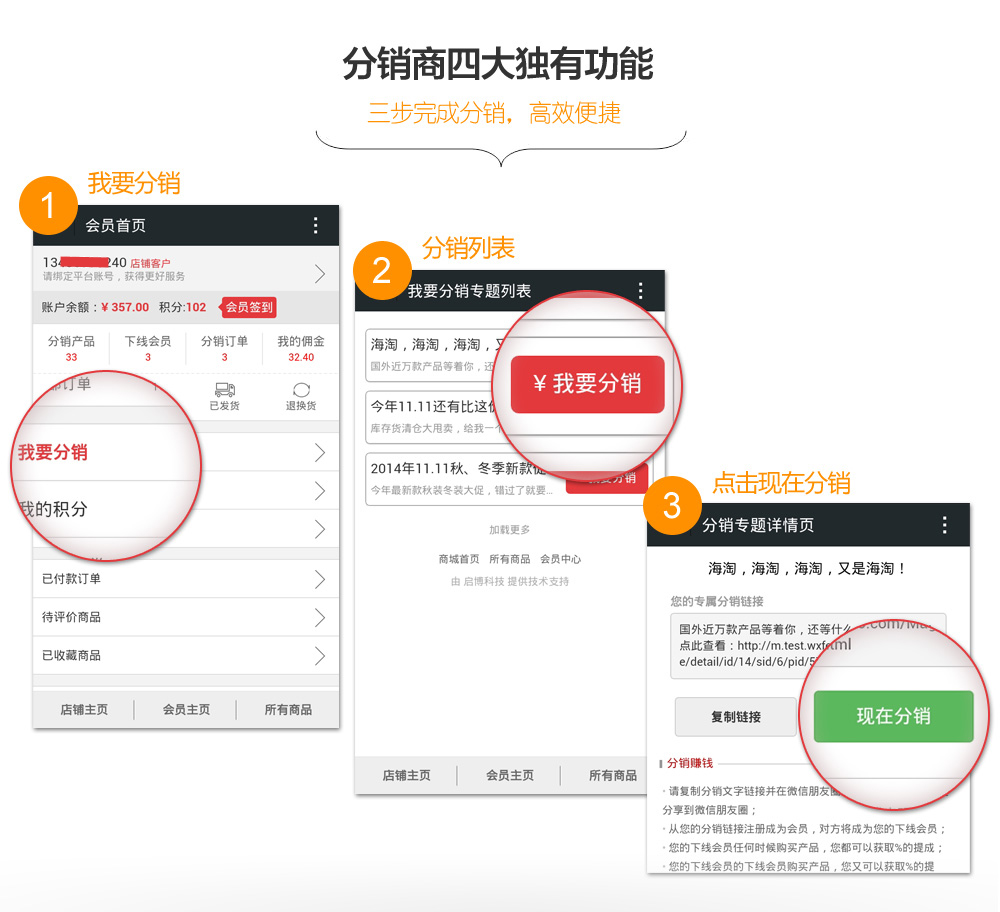 分销商四大独有功能
三步完成分销，高效便捷
1
我要分销
会员首页
134 240 店铺客户
请绑定平台账号，获得更好服务
账户余额：¥ 357.00 积分:102 会员签到
分销产品 下线会员 分销订单 我的佣金
33 3 3 32.40
订单
已发货 退换货
我要分销
我的积分
已付款订单
待评价商品
已收藏商品
店铺主页 会员主页 所有商品
2
分销列表
我要分销专题列表
海淘，海淘，海淘，又
国外近万款产品等着你，还
¥ 我要分销
今年11.11还有比这
库存货清仓大甩卖，给我一个
2014年11.11秋、冬季新款促
今年最新款秋装冬装大促，错过了就要...
我要分销
加载更多
商城首页 所有商品 会员中心
由 启博科技 提供技术支持
店铺主页 会员主页 所有商品
3
点击现在分销
分销专题详情页
海淘，海淘，海淘，又是海淘！
您的专属分销链接
国外近万款产品等着你，还等什么
点此查看：http://m.test.wxf
e/detail/id/14/sid/6/pid/5
复制链接
现在分销
分销赚钱
· 请复制分销文字链接并在微信朋友圈
分享到微信朋友圈；
· 从您的分销链接注册成为会员，对方将成为您的下线会员；
· 您的下线会员任何时候购买产品，您都可以获取%的提成；
· 您的下线会员的下线会员购买产品，您又可以获取%的提